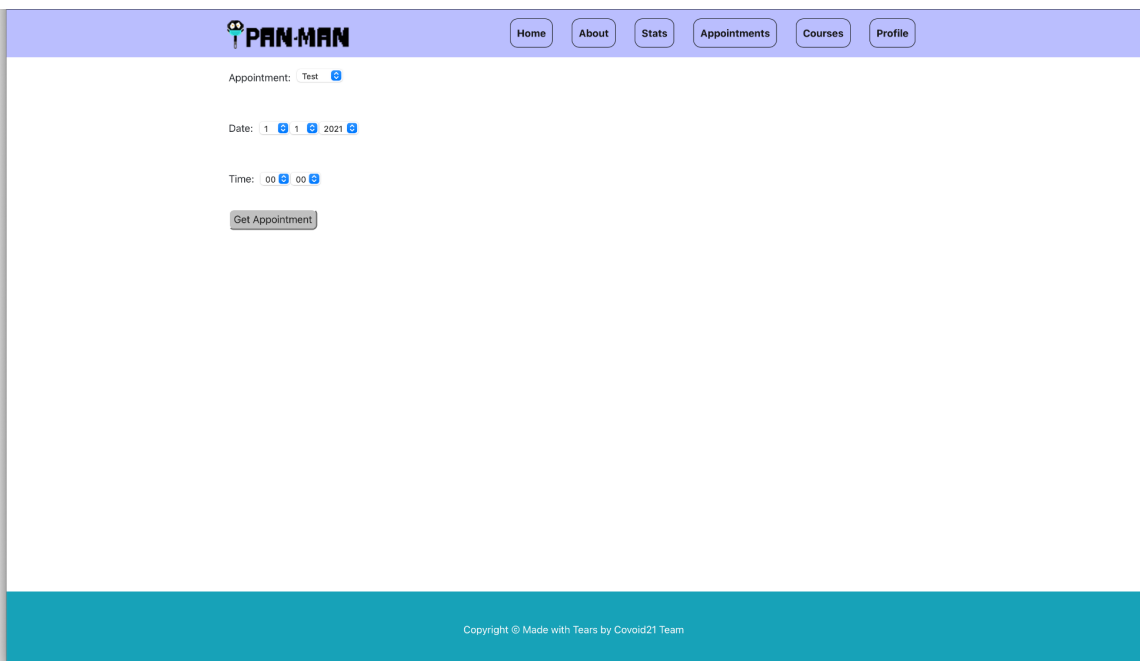 PAN-MAN Home About Stats Appointments Courses Profile
Appointment: Test
Date: 1 1 2021
Time: 00 00
Get Appointment
Copyright © Made with Tears by Covoid21 Team